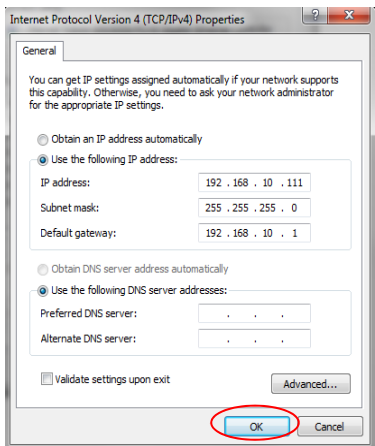 Internet Protocol Version 4 (TCP/IPv4) Properties
General
You can get IP settings assigned automatically if your network supports
this capability. Otherwise, you need to ask your network administrator
for the appropriate IP settings.
Obtain an IP address automatically
Use the following IP address:
IP address: 192 . 168 . 10 . 111
Subnet mask: 255 . 255 . 255 . 0
Default gateway: 192 . 168 . 10 . 1
Obtain DNS server address automatically
Use the following DNS server addresses:
Preferred DNS server: . . .
Alternate DNS server: . . .
Validate settings upon exit
Advanced...
OK Cancel